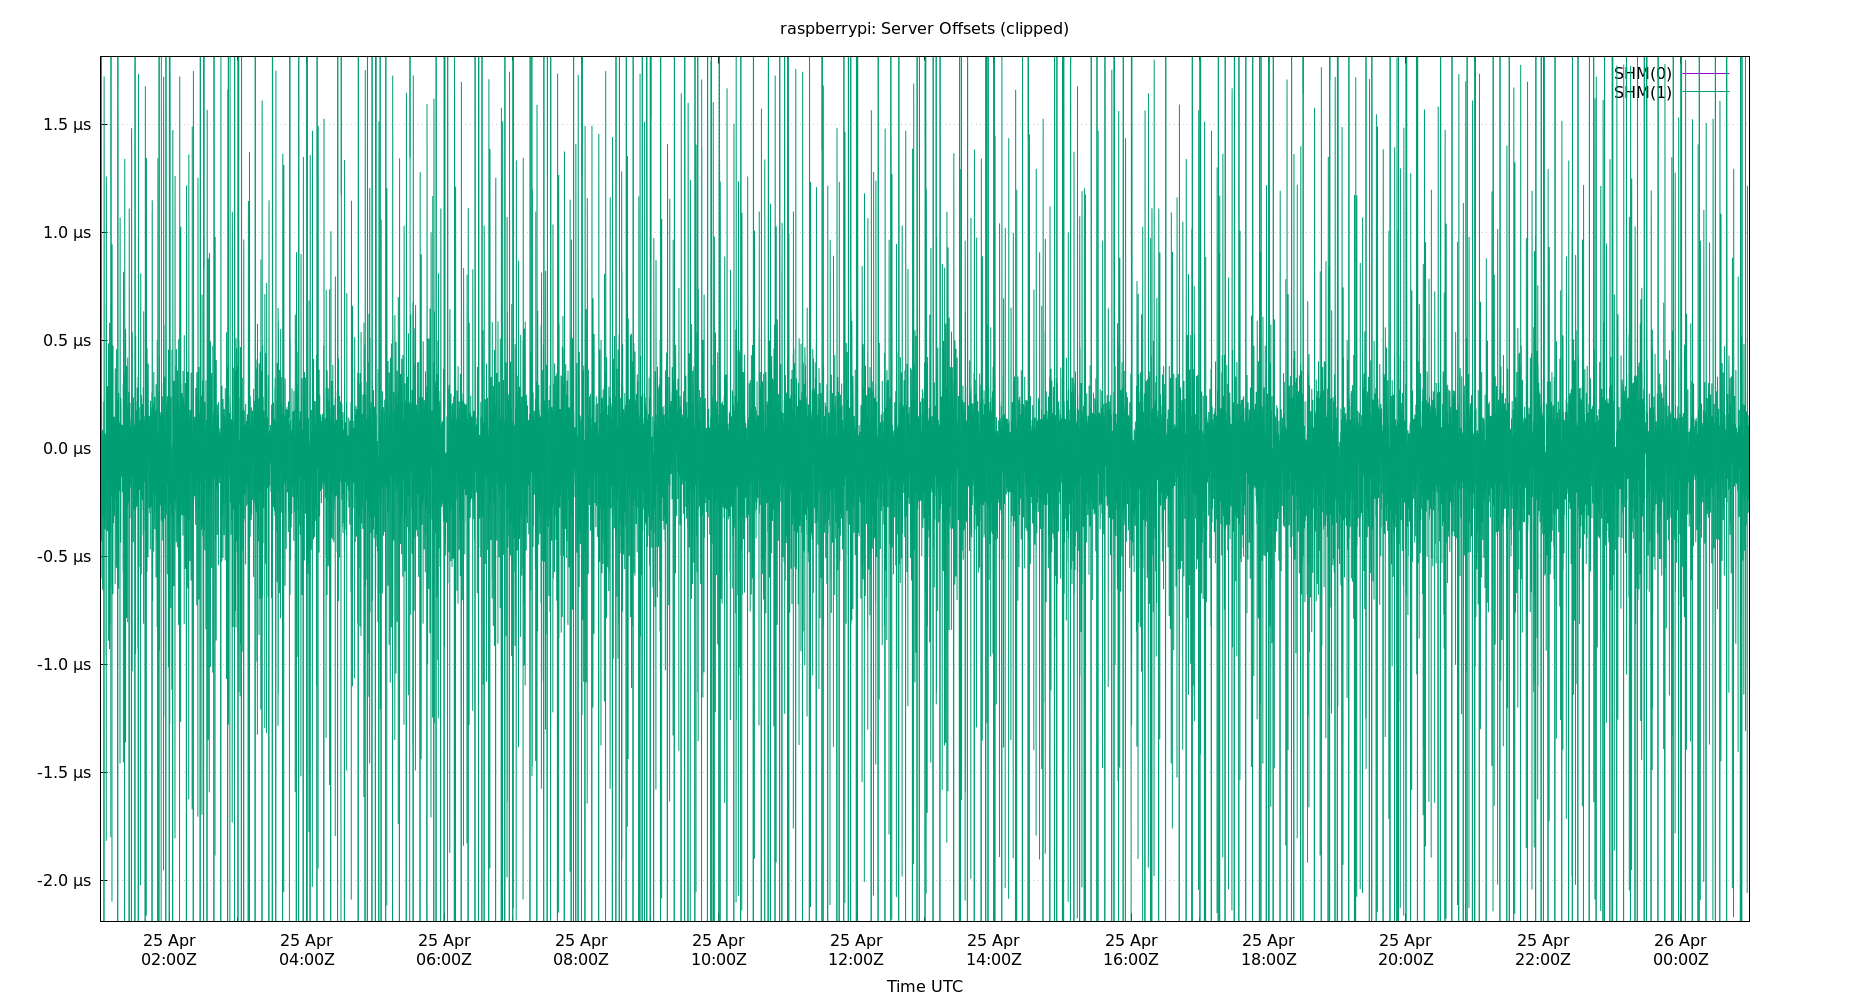 raspberrypi: Server Offsets (clipped)
SHM(0)
SHM(1)
1.5 µs
1.0 µs
0.5 µs
0.0 µs
-0.5 µs
-1.0 µs
-1.5 µs
-2.0 µs
25 Apr 25 Apr 25 Apr 25 Apr 25 Apr 25 Apr 25 Apr 25 Apr 25 Apr 25 Apr 25 Apr 26 Apr
02:00Z 04:00Z 06:00Z 08:00Z 10:00Z 12:00Z 14:00Z 16:00Z 18:00Z 20:00Z 22:00Z 00:00Z
Time UTC